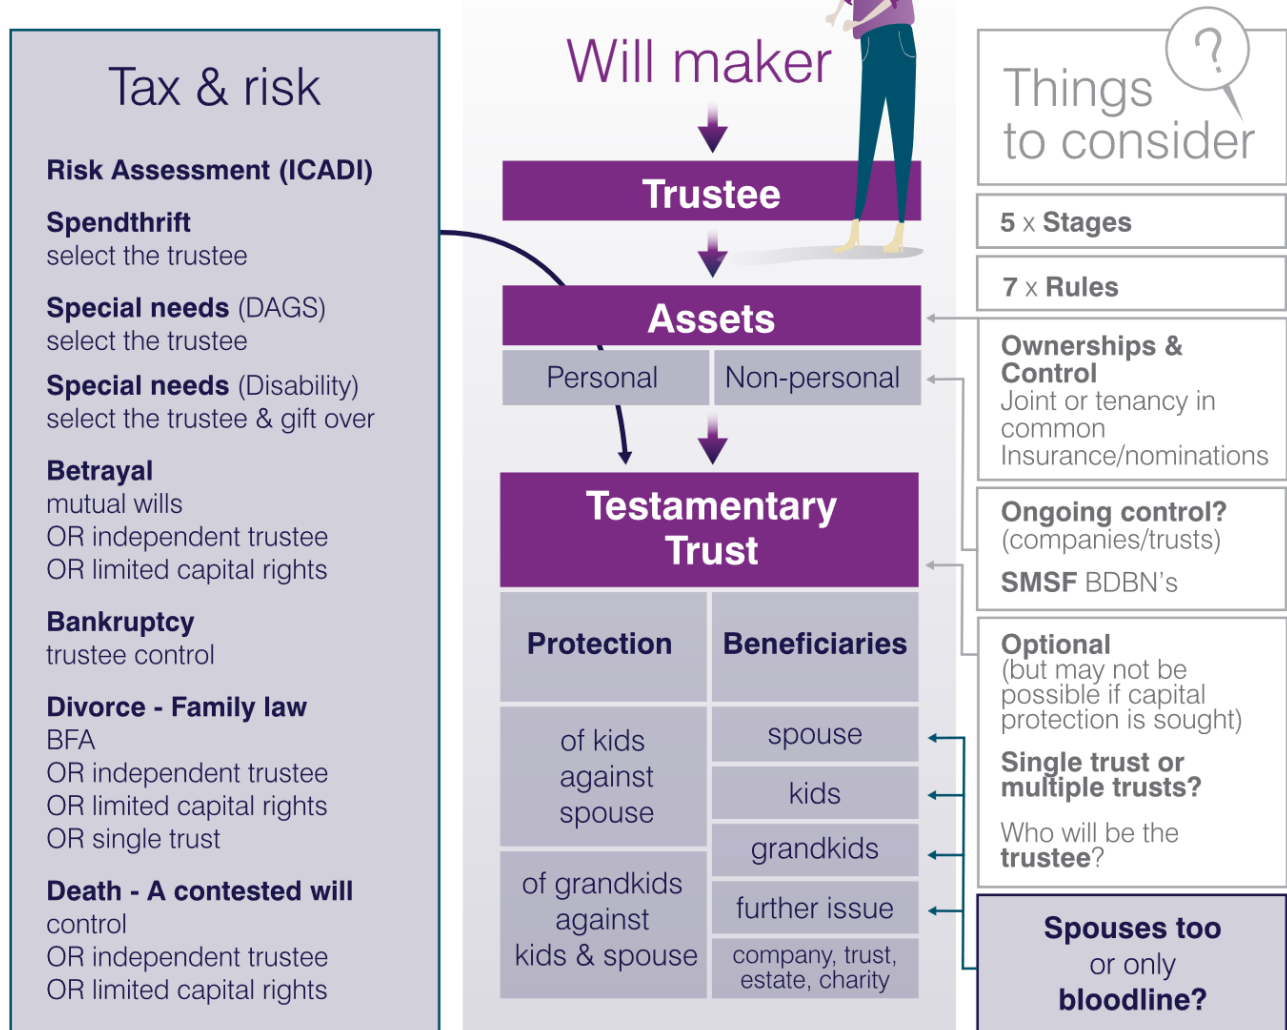 Tax & risk
Risk Assessment (ICADI)
Spendthrift
select the trustee
Special needs (DAGS)
select the trustee
Special needs (Disability)
select the trustee & gift over
Betrayal
mutual wills
OR independent trustee
OR limited capital rights
Bankruptcy
trustee control
Divorce - Family law
BFA
OR independent trustee
OR limited capital rights
OR single trust
Death - A contested will
control
OR independent trustee
OR limited capital rights
Will maker
Trustee
Assets
Personal
Non-personal
Testamentary
Trust
Protection
Beneficiaries
of kids
against
spouse
of grandkids
against
kids & spouse
spouse
kids
grandkids
further issue
company, trust,
estate, charity
?
Things
to consider
5 x Stages
7 x Rules
Ownerships &
Control
Joint or tenancy in
common
Insurance/nominations
Ongoing control?
(companies/trusts)
SMSF BDBN's
Optional
(but may not be
possible if capital
protection is sought)
Single trust or
multiple trusts?
Who will be the
trustee?
Spouses too
or only
bloodline?